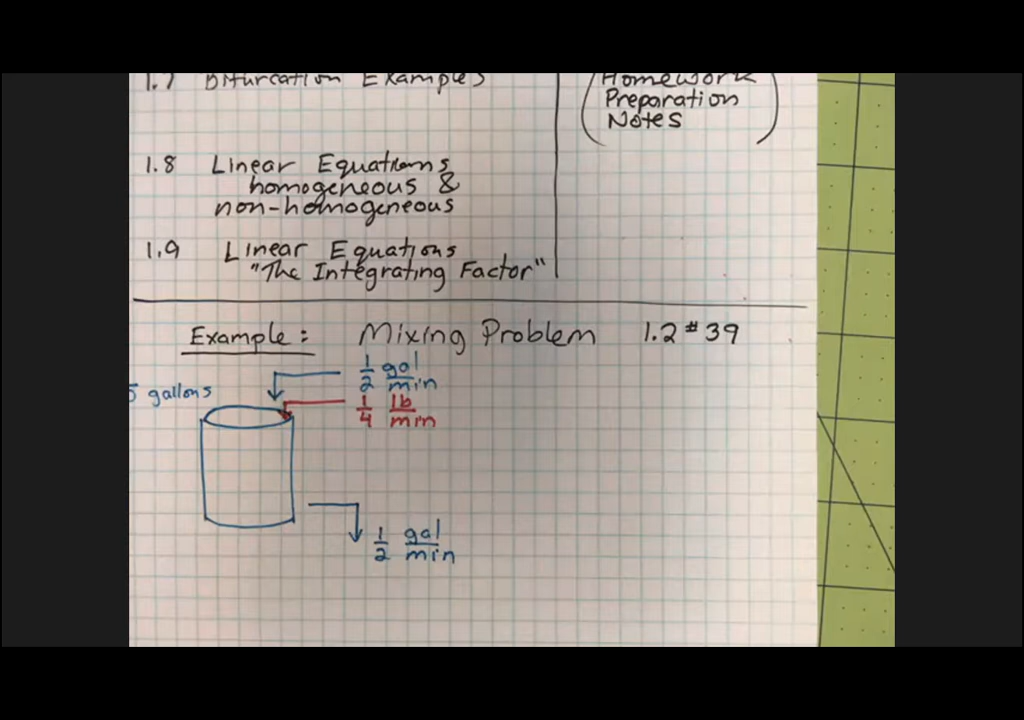 1.7 Bifurcation Examples
(Homework
Preparation
Notes)
1.8 Linear Equations
homogeneous &
non-homogeneous
1.9 Linear Equations
"The Integrating Factor"
Example: Mixing Problem 1.2 #39
5 gallons
1/2 gal/min
1/4 lb/min
1/2 gal/min